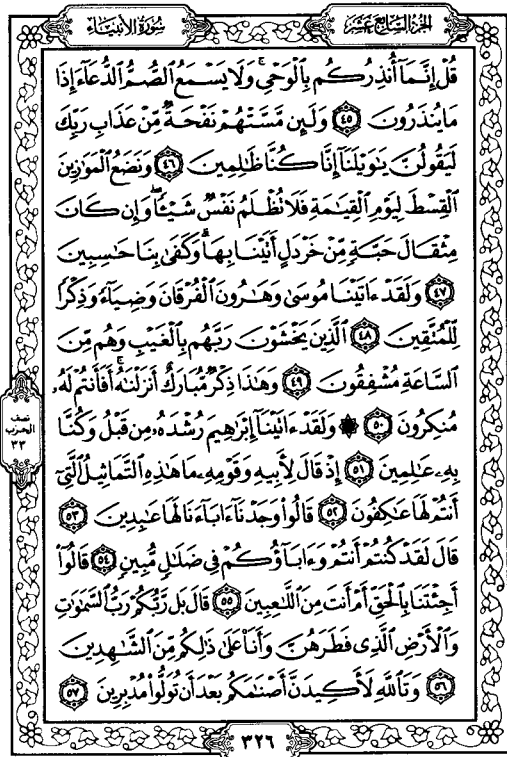 الجزء السابع عشر
سورة الأنبياء
قُلْ إِنَّمَآ أُنذِرُكُم بِٱلْوَحْىِ ۚ وَلَا يَسْمَعُ ٱلصُّمُّ ٱلدُّعَآءَ إِذَا
مَا يُنذَرُونَ ٤٥ وَلَئِن مَّسَّتْهُمْ نَفْحَةٌ مِّنْ عَذَابِ رَبِّكَ
لَيَقُولُنَّ يَٰوَيْلَنَآ إِنَّا كُنَّا ظَٰلِمِينَ ٤٦ وَنَضَعُ ٱلْمَوَٰزِينَ
ٱلْقِسْطَ لِيَوْمِ ٱلْقِيَٰمَةِ فَلَا تُظْلَمُ نَفْسٌ شَيْـًٔا ۖ وَإِن كَانَ
مِثْقَالَ حَبَّةٍ مِّنْ خَرْدَلٍ أَتَيْنَا بِهَا ۗ وَكَفَىٰ بِنَا حَٰسِبِينَ
٤٧ وَلَقَدْ ءَاتَيْنَا مُوسَىٰ وَهَٰرُونَ ٱلْفُرْقَانَ وَضِيَآءً وَذِكْرًا
لِّلْمُتَّقِينَ ٤٨ ٱلَّذِينَ يَخْشَوْنَ رَبَّهُم بِٱلْغَيْبِ وَهُم مِّنَ
ٱلسَّاعَةِ مُشْفِقُونَ ٤٩ وَهَٰذَا ذِكْرٌ مُّبَارَكٌ أَنزَلْنَٰهُ ۚ أَفَأَنتُمْ لَهُۥ
مُنكِرُونَ ٥٠ ۞ وَلَقَدْ ءَاتَيْنَآ إِبْرَٰهِيمَ رُشْدَهُۥ مِن قَبْلُ وَكُنَّا
بِهِۦ عَٰلِمِينَ ٥١ إِذْ قَالَ لِأَبِيهِ وَقَوْمِهِۦ مَا هَٰذِهِ ٱلتَّمَاثِيلُ ٱلَّتِىٓ
أَنتُمْ لَهَا عَٰكِفُونَ ٥٢ قَالُوا۟ وَجَدْنَآ ءَابَآءَنَا لَهَا عَٰبِدِينَ ٥٣
قَالَ لَقَدْ كُنتُمْ أَنتُمْ وَءَابَآؤُكُمْ فِى ضَلَٰلٍ مُّبِينٍ ٥٤ قَالُوٓا۟
أَجِئْتَنَا بِٱلْحَقِّ أَمْ أَنتَ مِنَ ٱللَّٰعِبِينَ ٥٥ قَالَ بَل رَّبُّكُمْ رَبُّ ٱلسَّمَٰوَٰتِ
وَٱلْأَرْضِ ٱلَّذِى فَطَرَهُنَّ وَأَنَا۠ عَلَىٰ ذَٰلِكُم مِّنَ ٱلشَّٰهِدِينَ
٥٦ وَتَٱللَّهِ لَأَكِيدَنَّ أَصْنَٰمَكُم بَعْدَ أَن تُوَلُّوا۟ مُدْبِرِينَ ٥٧
نصف
الحزب
٣٣
٣٢٦